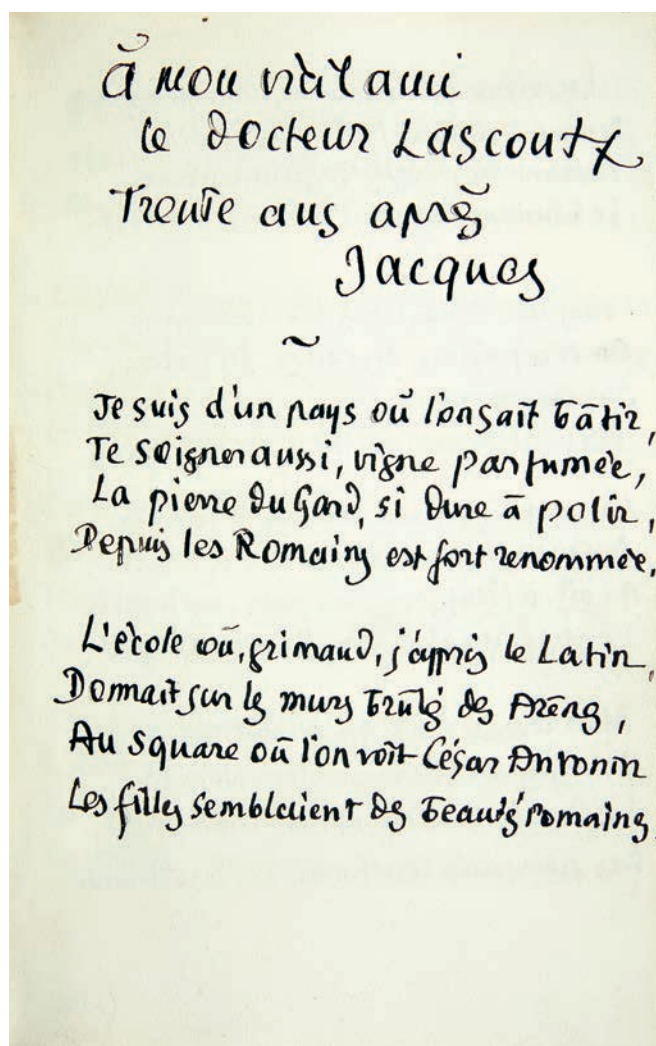 à mon vieil ami
le docteur Lascoutx
Trente ans après
Jacques
~
Je suis d'un pays où l'on sait bâtir,
Te soigner aussi, vigne parfumée,
La pierre du Gard, si dure à polir,
Depuis les Romains est fort renommée,
L'école où, grimaud, j'appris le Latin,
Donnait sur les murs brûlés des Arènes,
Au square où l'on voit César Antonin
Les filles semblaient des beautés romaines